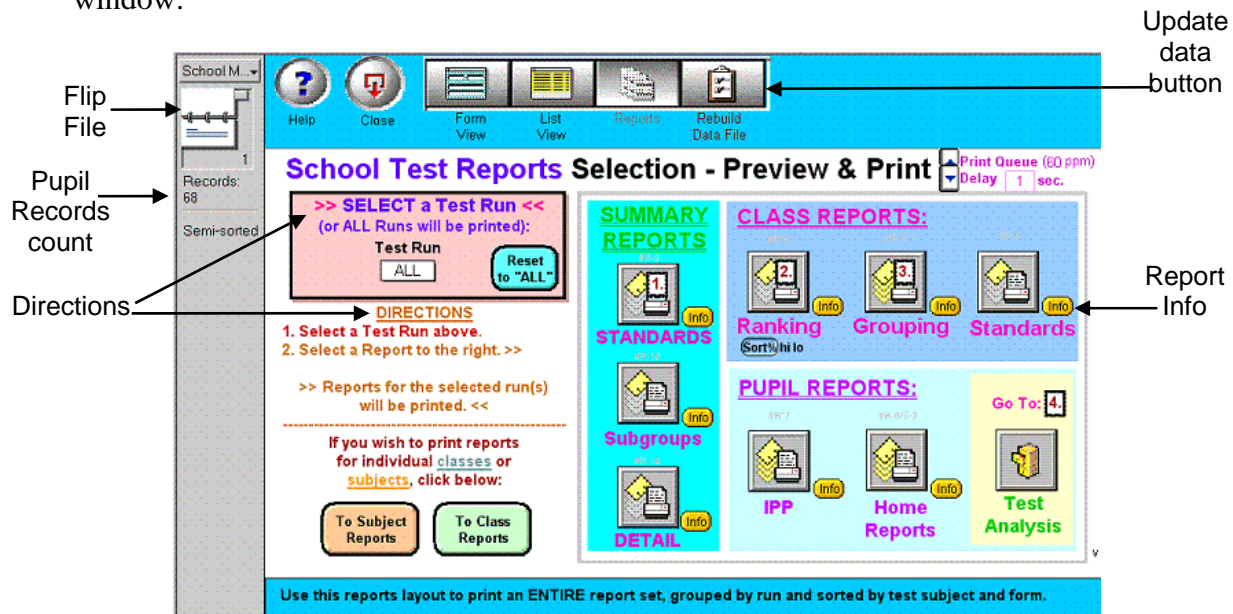 window.
Update
data
button
Flip
File
Pupil
Records
count
Directions
Report
Info
School M...
1
Records:
68
Semi-sorted
Help
Close
Form
View
List
View
Reports
Rebuild
Data File
School Test Reports Selection - Preview & Print
Print Queue (60 ppm)
Delay 1 sec.
>> SELECT a Test Run <<
(or ALL Runs will be printed):
Test Run
ALL
Reset
to "ALL"
DIRECTIONS
1. Select a Test Run above.
2. Select a Report to the right. >>
>> Reports for the selected run(s)
will be printed. <<
If you wish to print reports
for individual classes or
subjects, click below:
To Subject
Reports
To Class
Reports
SUMMARY
REPORTS
1.
Info
STANDARDS
Info
Subgroups
Info
DETAIL
CLASS REPORTS:
2.
Info
Ranking
Sort% hi lo
3.
Info
Grouping
Info
Standards
PUPIL REPORTS:
Info
IPP
Info
Home
Reports
Go To: 4.
Test
Analysis
v
Use this reports layout to print an ENTIRE report set, grouped by run and sorted by test subject and form.